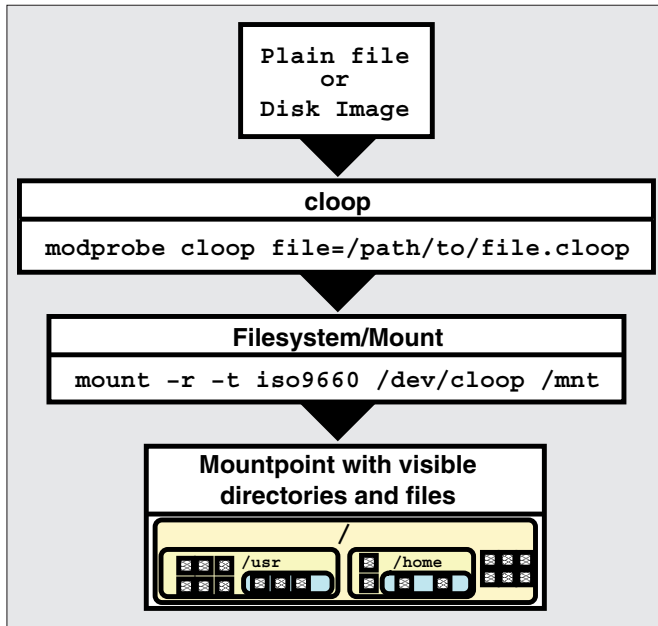 Plain file
or
Disk Image
cloop
modprobe cloop file=/path/to/file.cloop
Filesystem/Mount
mount -r -t iso9660 /dev/cloop /mnt
Mountpoint with visible
directories and files
/
/usr
/home